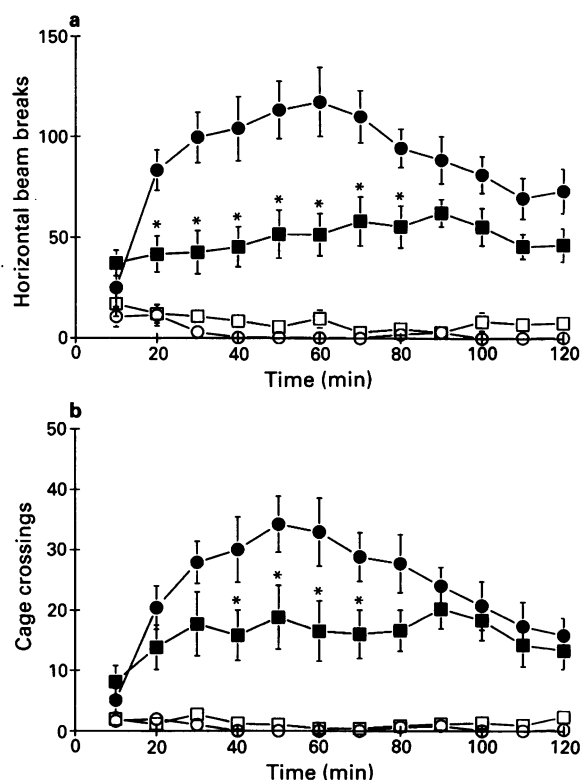 a
150
100
50
0
Horizontal beam breaks
* * * * * * *
0 20 40 60 80 100 120
Time (min)
b
50
40
30
20
10
0
Cage crossings
* * * *
0 20 40 60 80 100 120
Time (min)